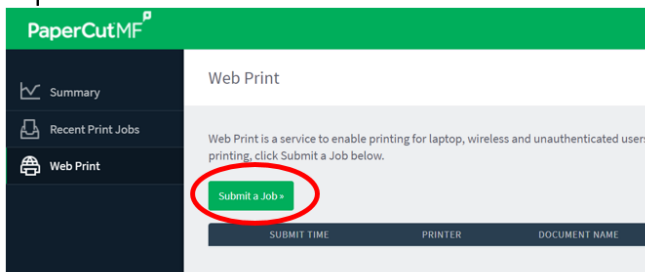 PaperCutMF
Summary
Recent Print Jobs
Web Print
Web Print
Web Print is a service to enable printing for laptop, wireless and unauthenticated users
printing, click Submit a Job below.
Submit a Job »
SUBMIT TIME PRINTER DOCUMENT NAME